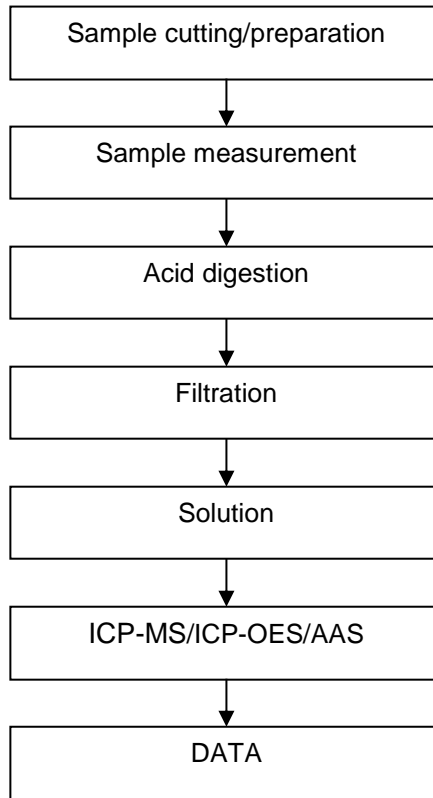 Sample cutting/preparation
Sample measurement
Acid digestion
Filtration
Solution
ICP-MS/ICP-OES/AAS
DATA